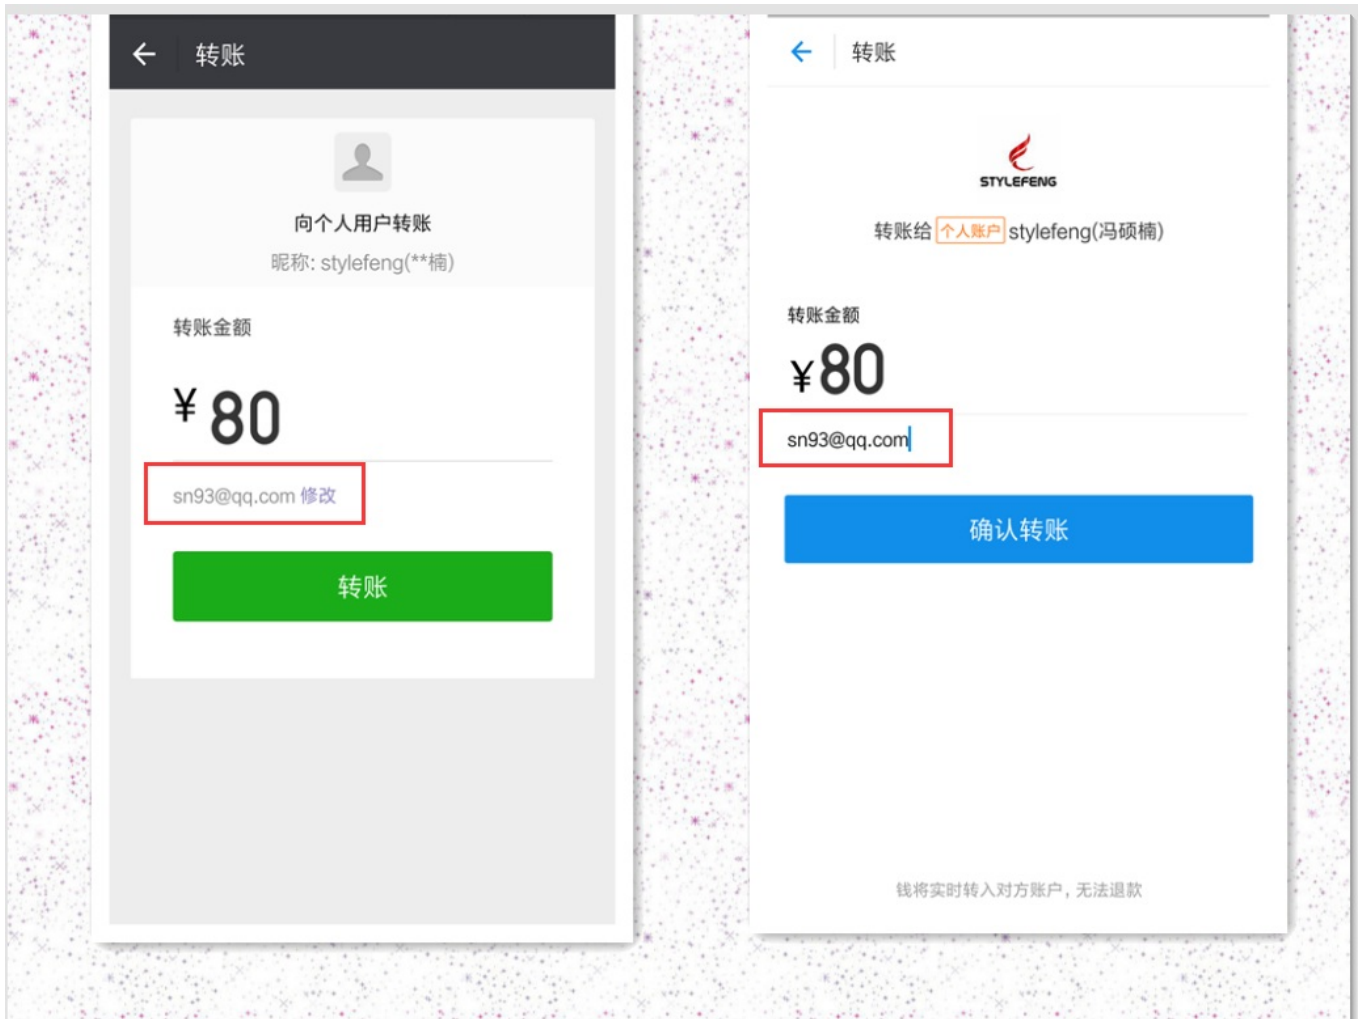 转账
向个人用户转账
昵称: stylefeng(**楠)
转账金额
¥ 80
sn93@qq.com 修改
转账
转账
STYLEFENG
转账给 个人账户 stylefeng(冯硕楠)
转账金额
¥80
sn93@qq.com
确认转账
钱将实时转入对方账户，无法退款